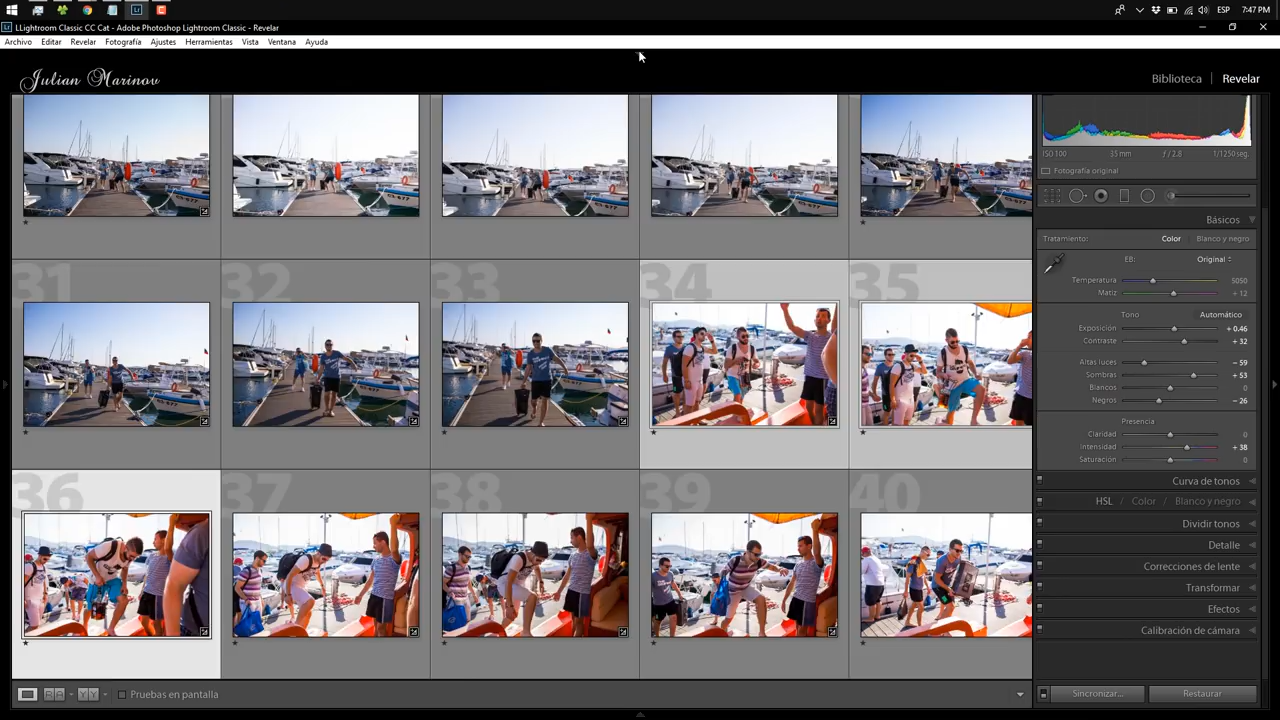 ESP 7:47 PM
LLightroom Classic CC Cat - Adobe Photoshop Lightroom Classic - Revelar
Archivo Editar Revelar Fotografía Ajustes Herramientas Vista Ventana Ayuda
Julian Marinov
Biblioteca | Revelar
ISO 100 35 mm ƒ / 2.8 1/1250 seg.
Fotografía original
Básicos
Tratamiento: Color Blanco y negro
EB: Original
Temperatura 5050
Matiz + 12
Tono Automático
Exposición + 0,46
Contraste + 32
Altas luces - 59
Sombras + 53
Blancos 0
Negros - 26
Presencia
Claridad 0
Intensidad + 38
Saturación 0
Curva de tonos
HSL / Color / Blanco y negro
Dividir tonos
Detalle
Correcciones de lente
Transformar
Efectos
Calibración de cámara
31 32 33 34 35
36 37 38 39 40
Pruebas en pantalla
Sincronizar... Restaurar